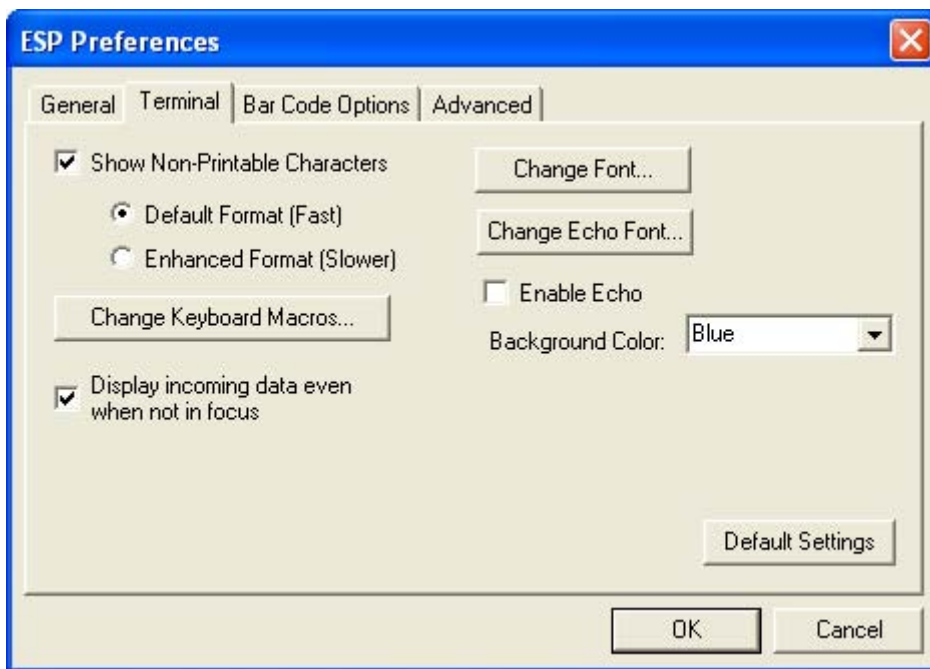 ESP Preferences
General
Terminal
Bar Code Options
Advanced
Show Non-Printable Characters
Default Format (Fast)
Enhanced Format (Slower)
Change Keyboard Macros...
Display incoming data even
when not in focus
Change Font...
Change Echo Font...
Enable Echo
Background Color:
Blue
Default Settings
OK
Cancel